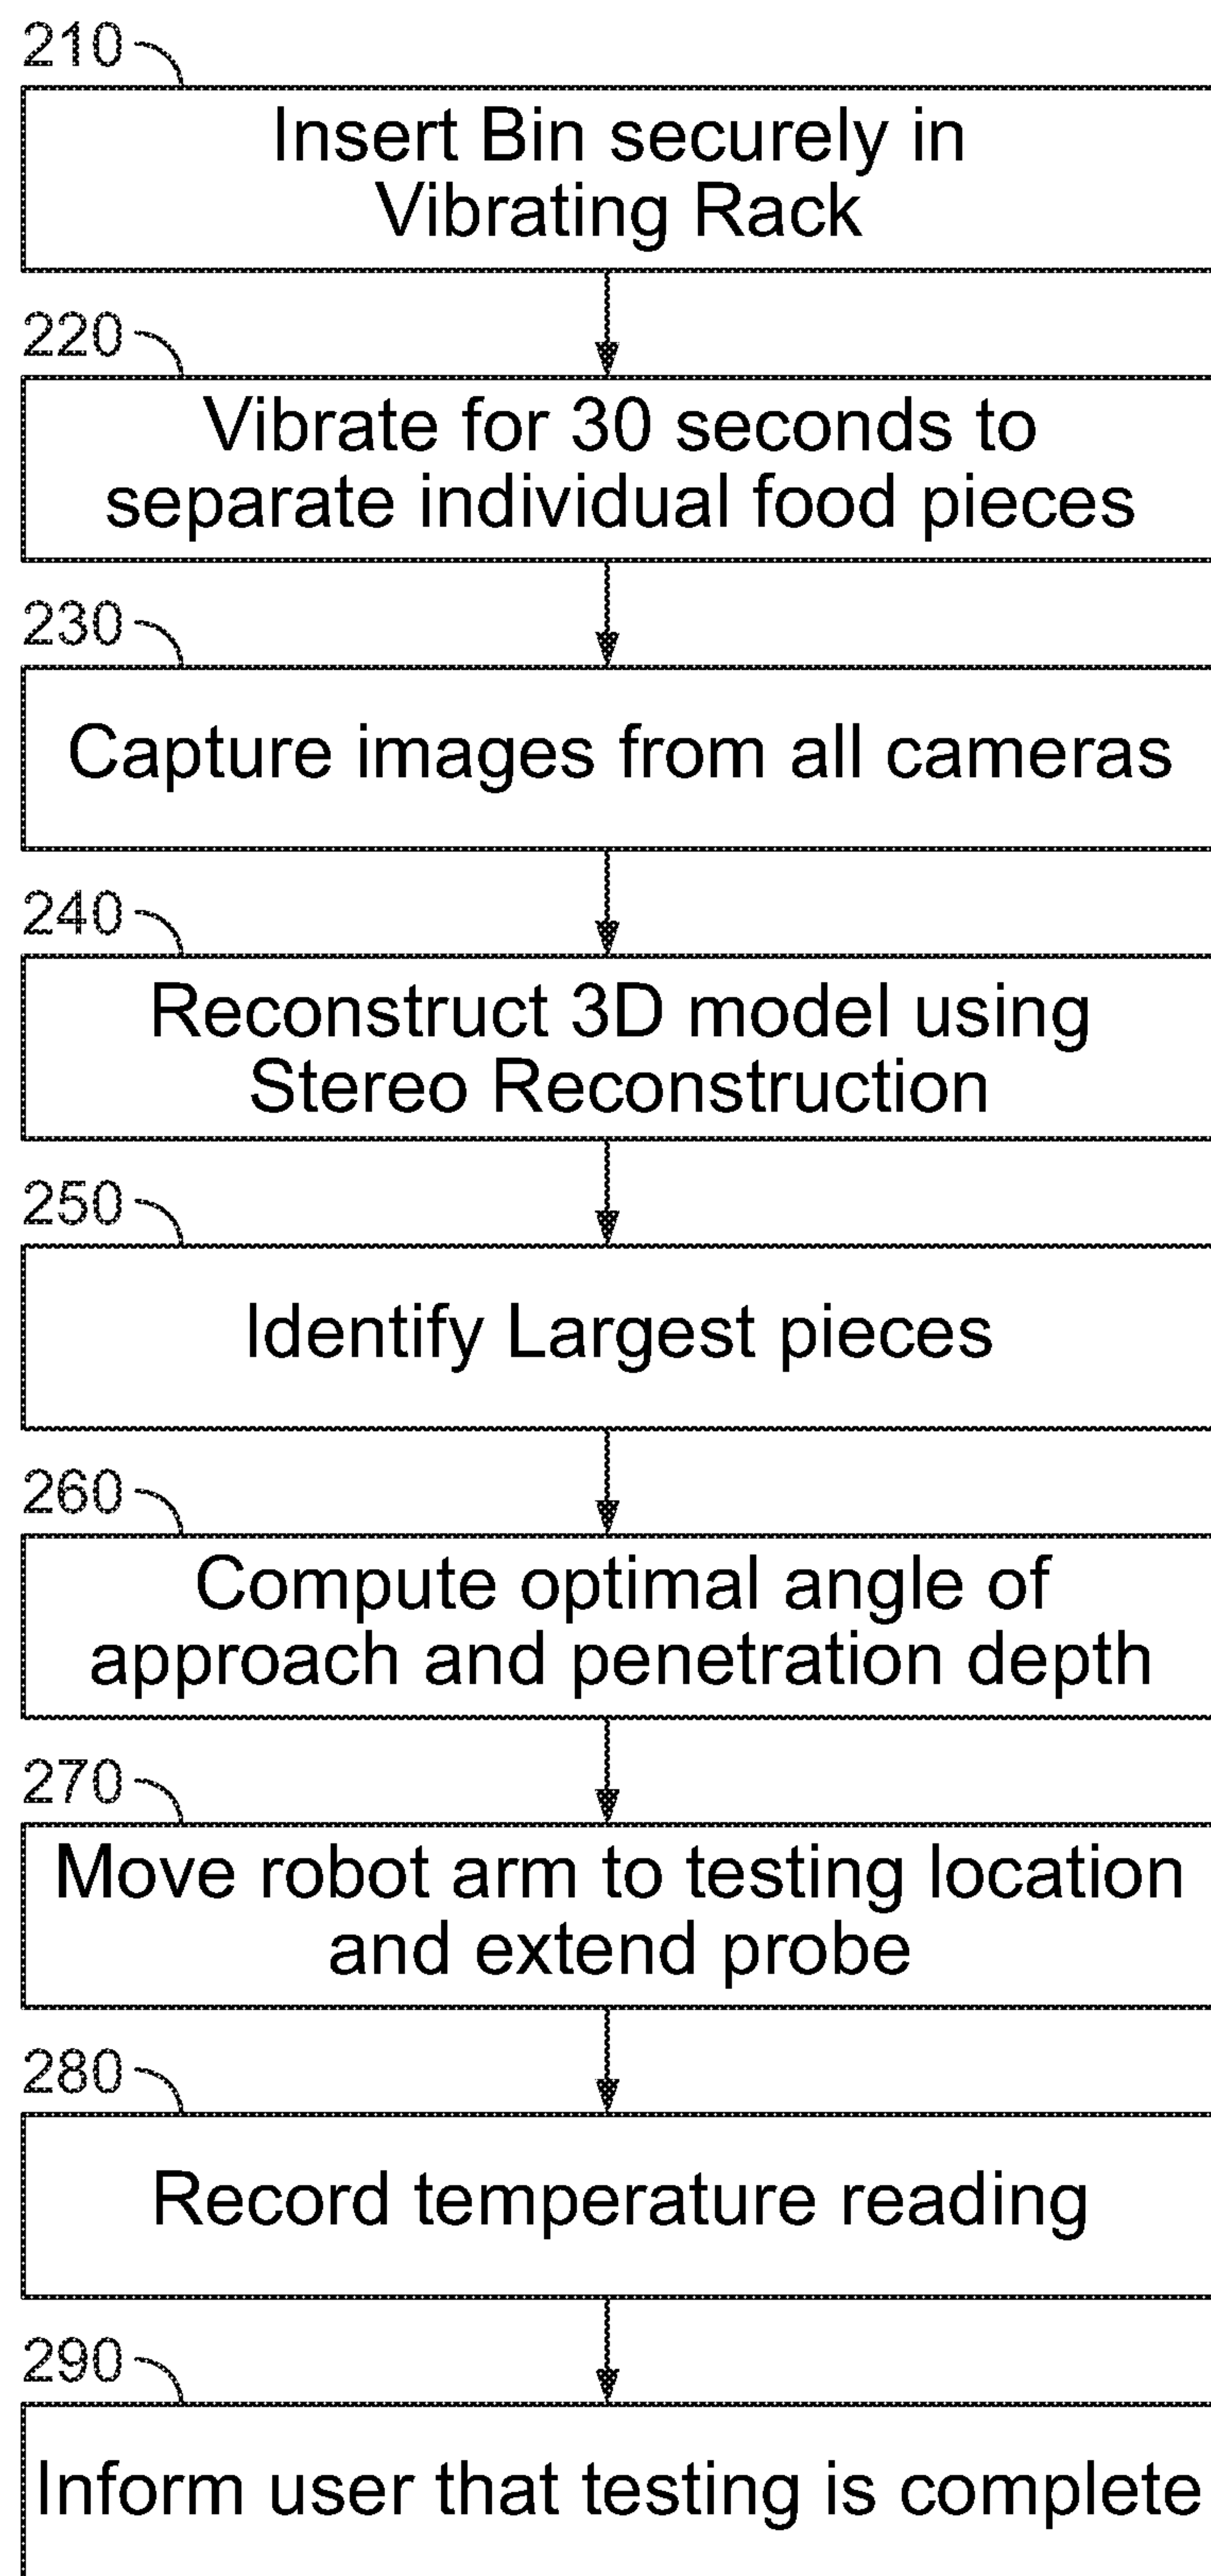 210
Insert Bin securely in
Vibrating Rack
220
Vibrate for 30 seconds to
separate individual food pieces
230
Capture images from all cameras
240
Reconstruct 3D model using
Stereo Reconstruction
250
Identify Largest pieces
260
Compute optimal angle of
approach and penetration depth
270
Move robot arm to testing location
and extend probe
280
Record temperature reading
290
Inform user that testing is complete